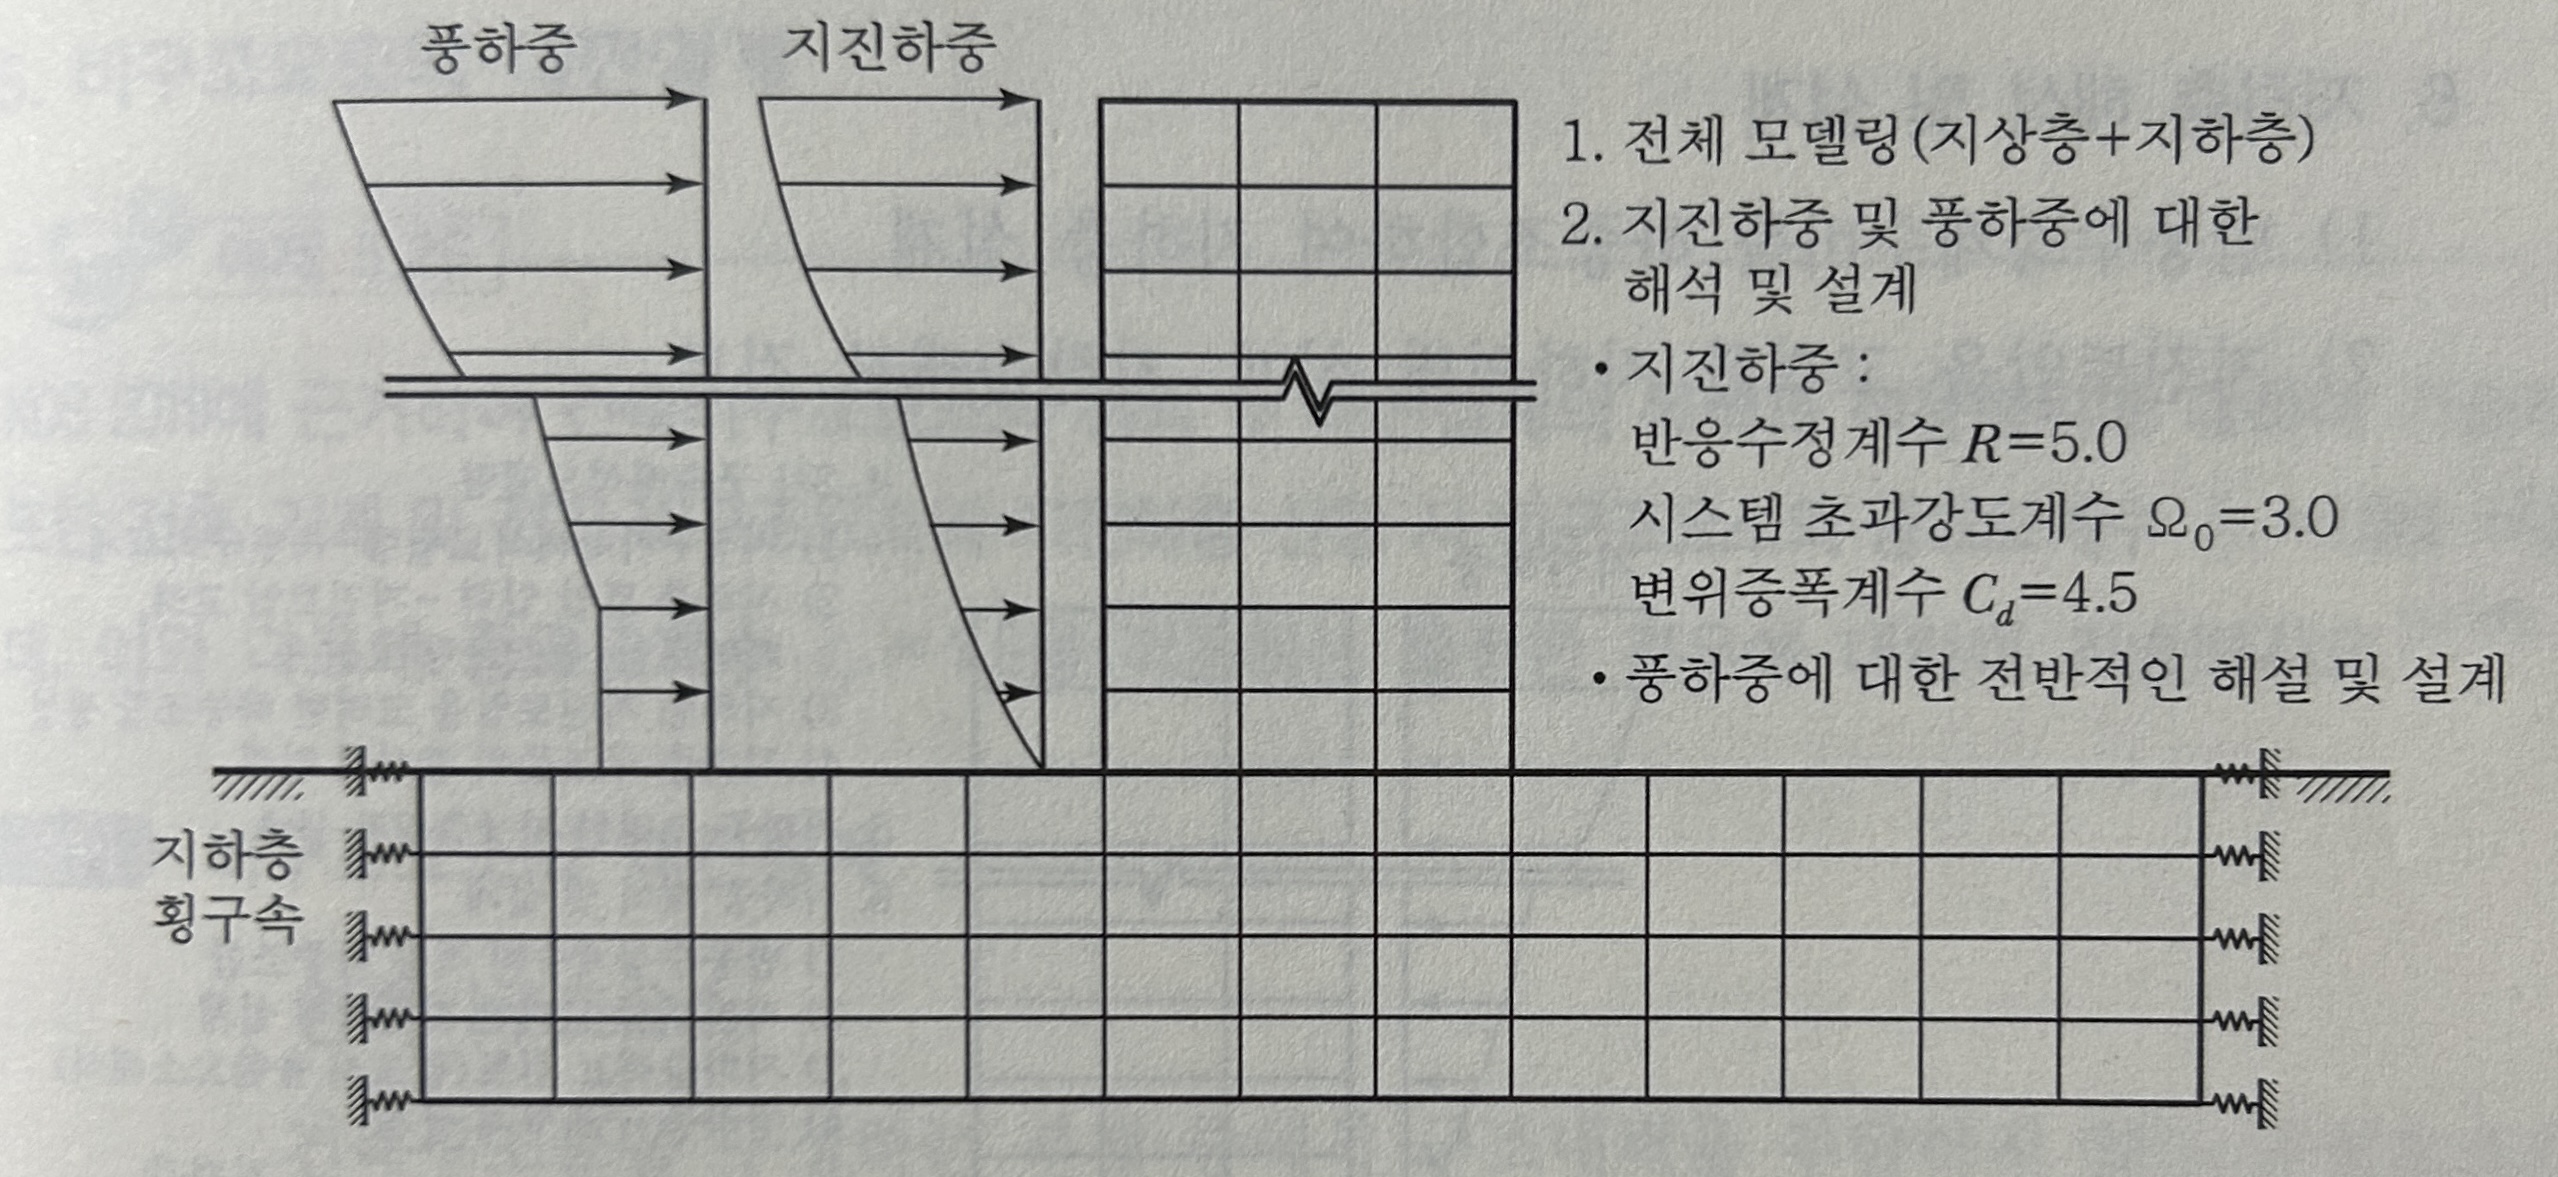 풍하중
지진하중
1. 전체 모델링(지상층+지하층)
2. 지진하중 및 풍하중에 대한
해석 및 설계
• 지진하중 :
반응수정계수 R=5.0
시스템 초과강도계수 Ω₀=3.0
변위증폭계수 C_d=4.5
• 풍하중에 대한 전반적인 해설 및 설계
지하층
횡구속